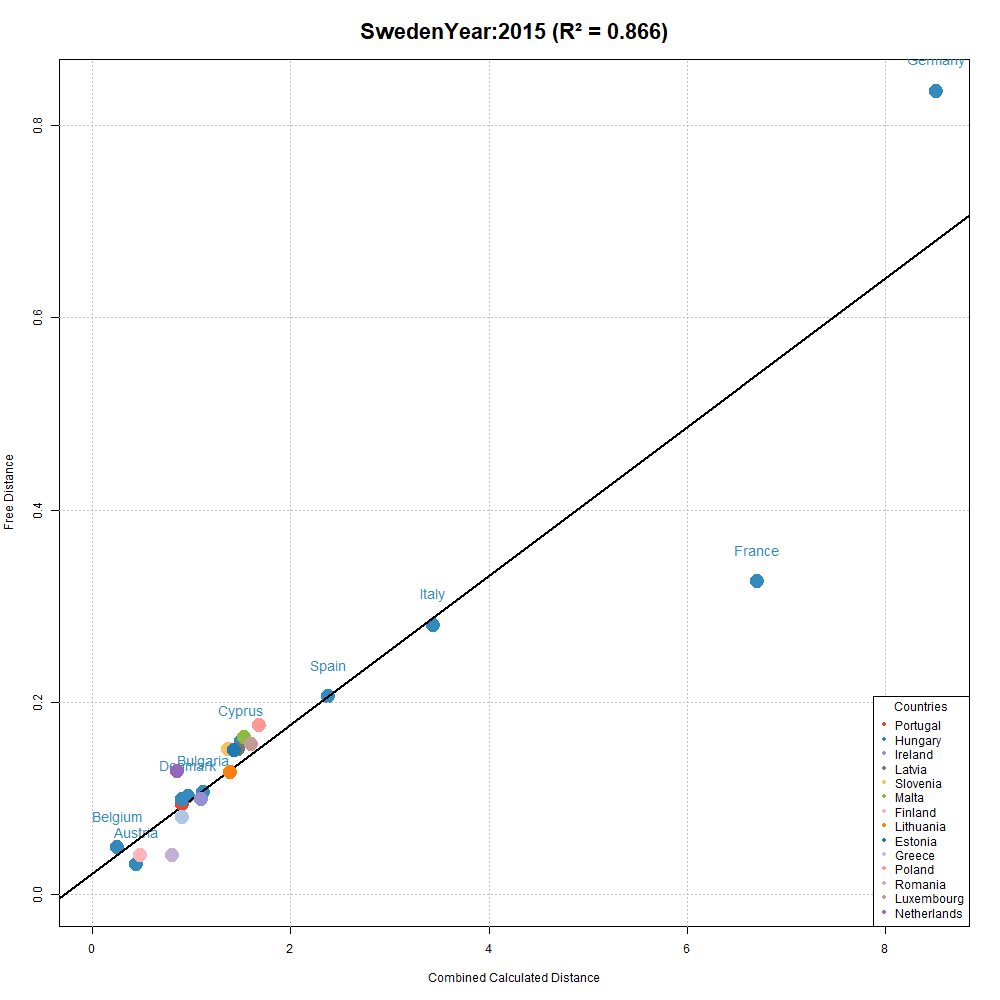 SwedenYear:2015 (R² = 0.866)
Germany
0.8
0.6
Free Distance
0.4
France
Italy
Spain
0.2
Cyprus
Bulgaria
Denmark
Belgium
Austria
0.0
Countries
Portugal
Hungary
Ireland
Latvia
Slovenia
Malta
Finland
Lithuania
Estonia
Greece
Poland
Romania
Luxembourg
Netherlands
0 2 4 6 8
Combined Calculated Distance